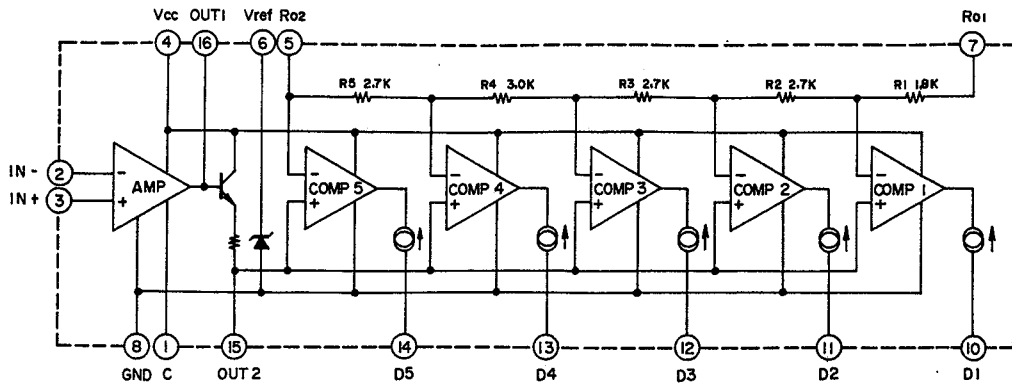 Vcc OUT1 Vref Ro2 Ro1
4 16 6 5 7
R5 2.7K R4 3.0K R3 2.7K R2 2.7K R1 1.8K
IN - 2 - AMP
IN + 3 +
- COMP 5 +
- COMP 4 +
- COMP 3 +
- COMP 2 +
- COMP 1 +
8 1 15 14 13 12 11 10
GND C OUT 2 D5 D4 D3 D2 D1